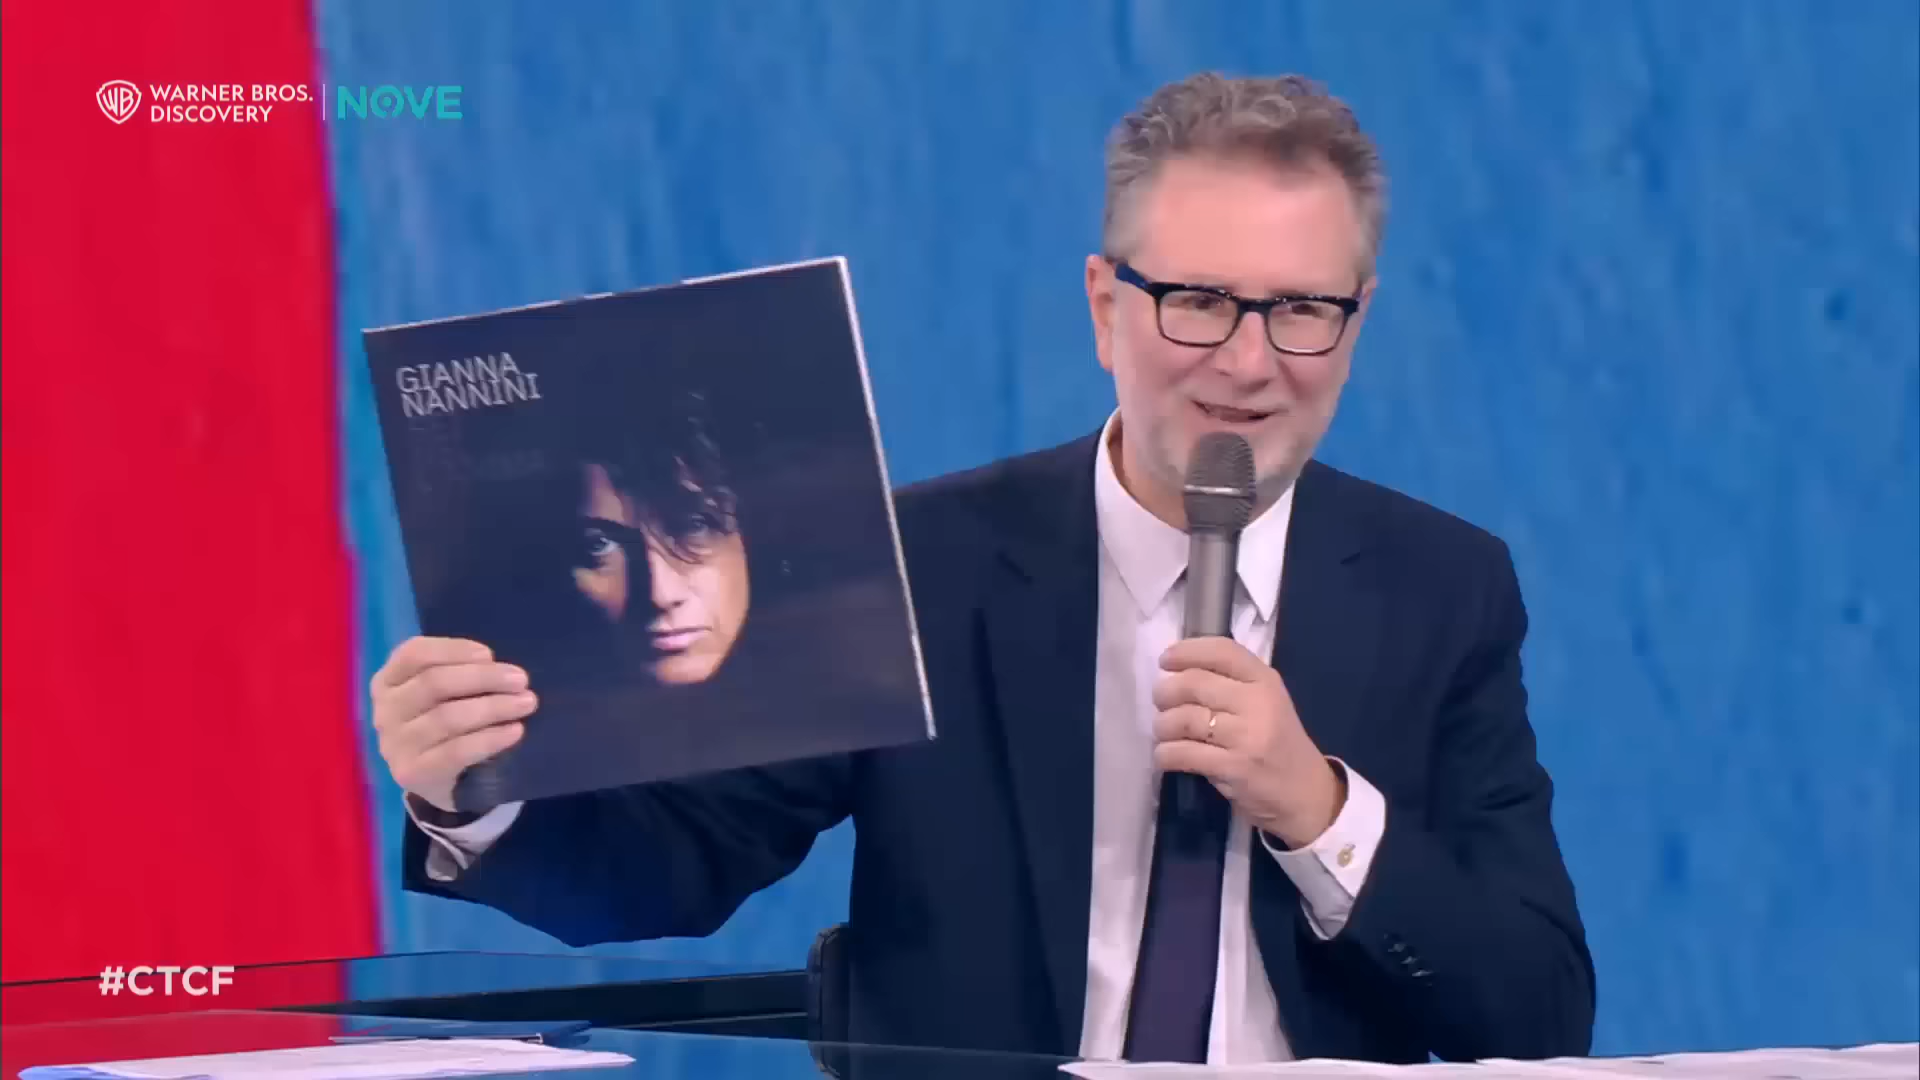 WARNER BROS.
DISCOVERY
NOVE
GIANNA
NANNINI
#CTCF